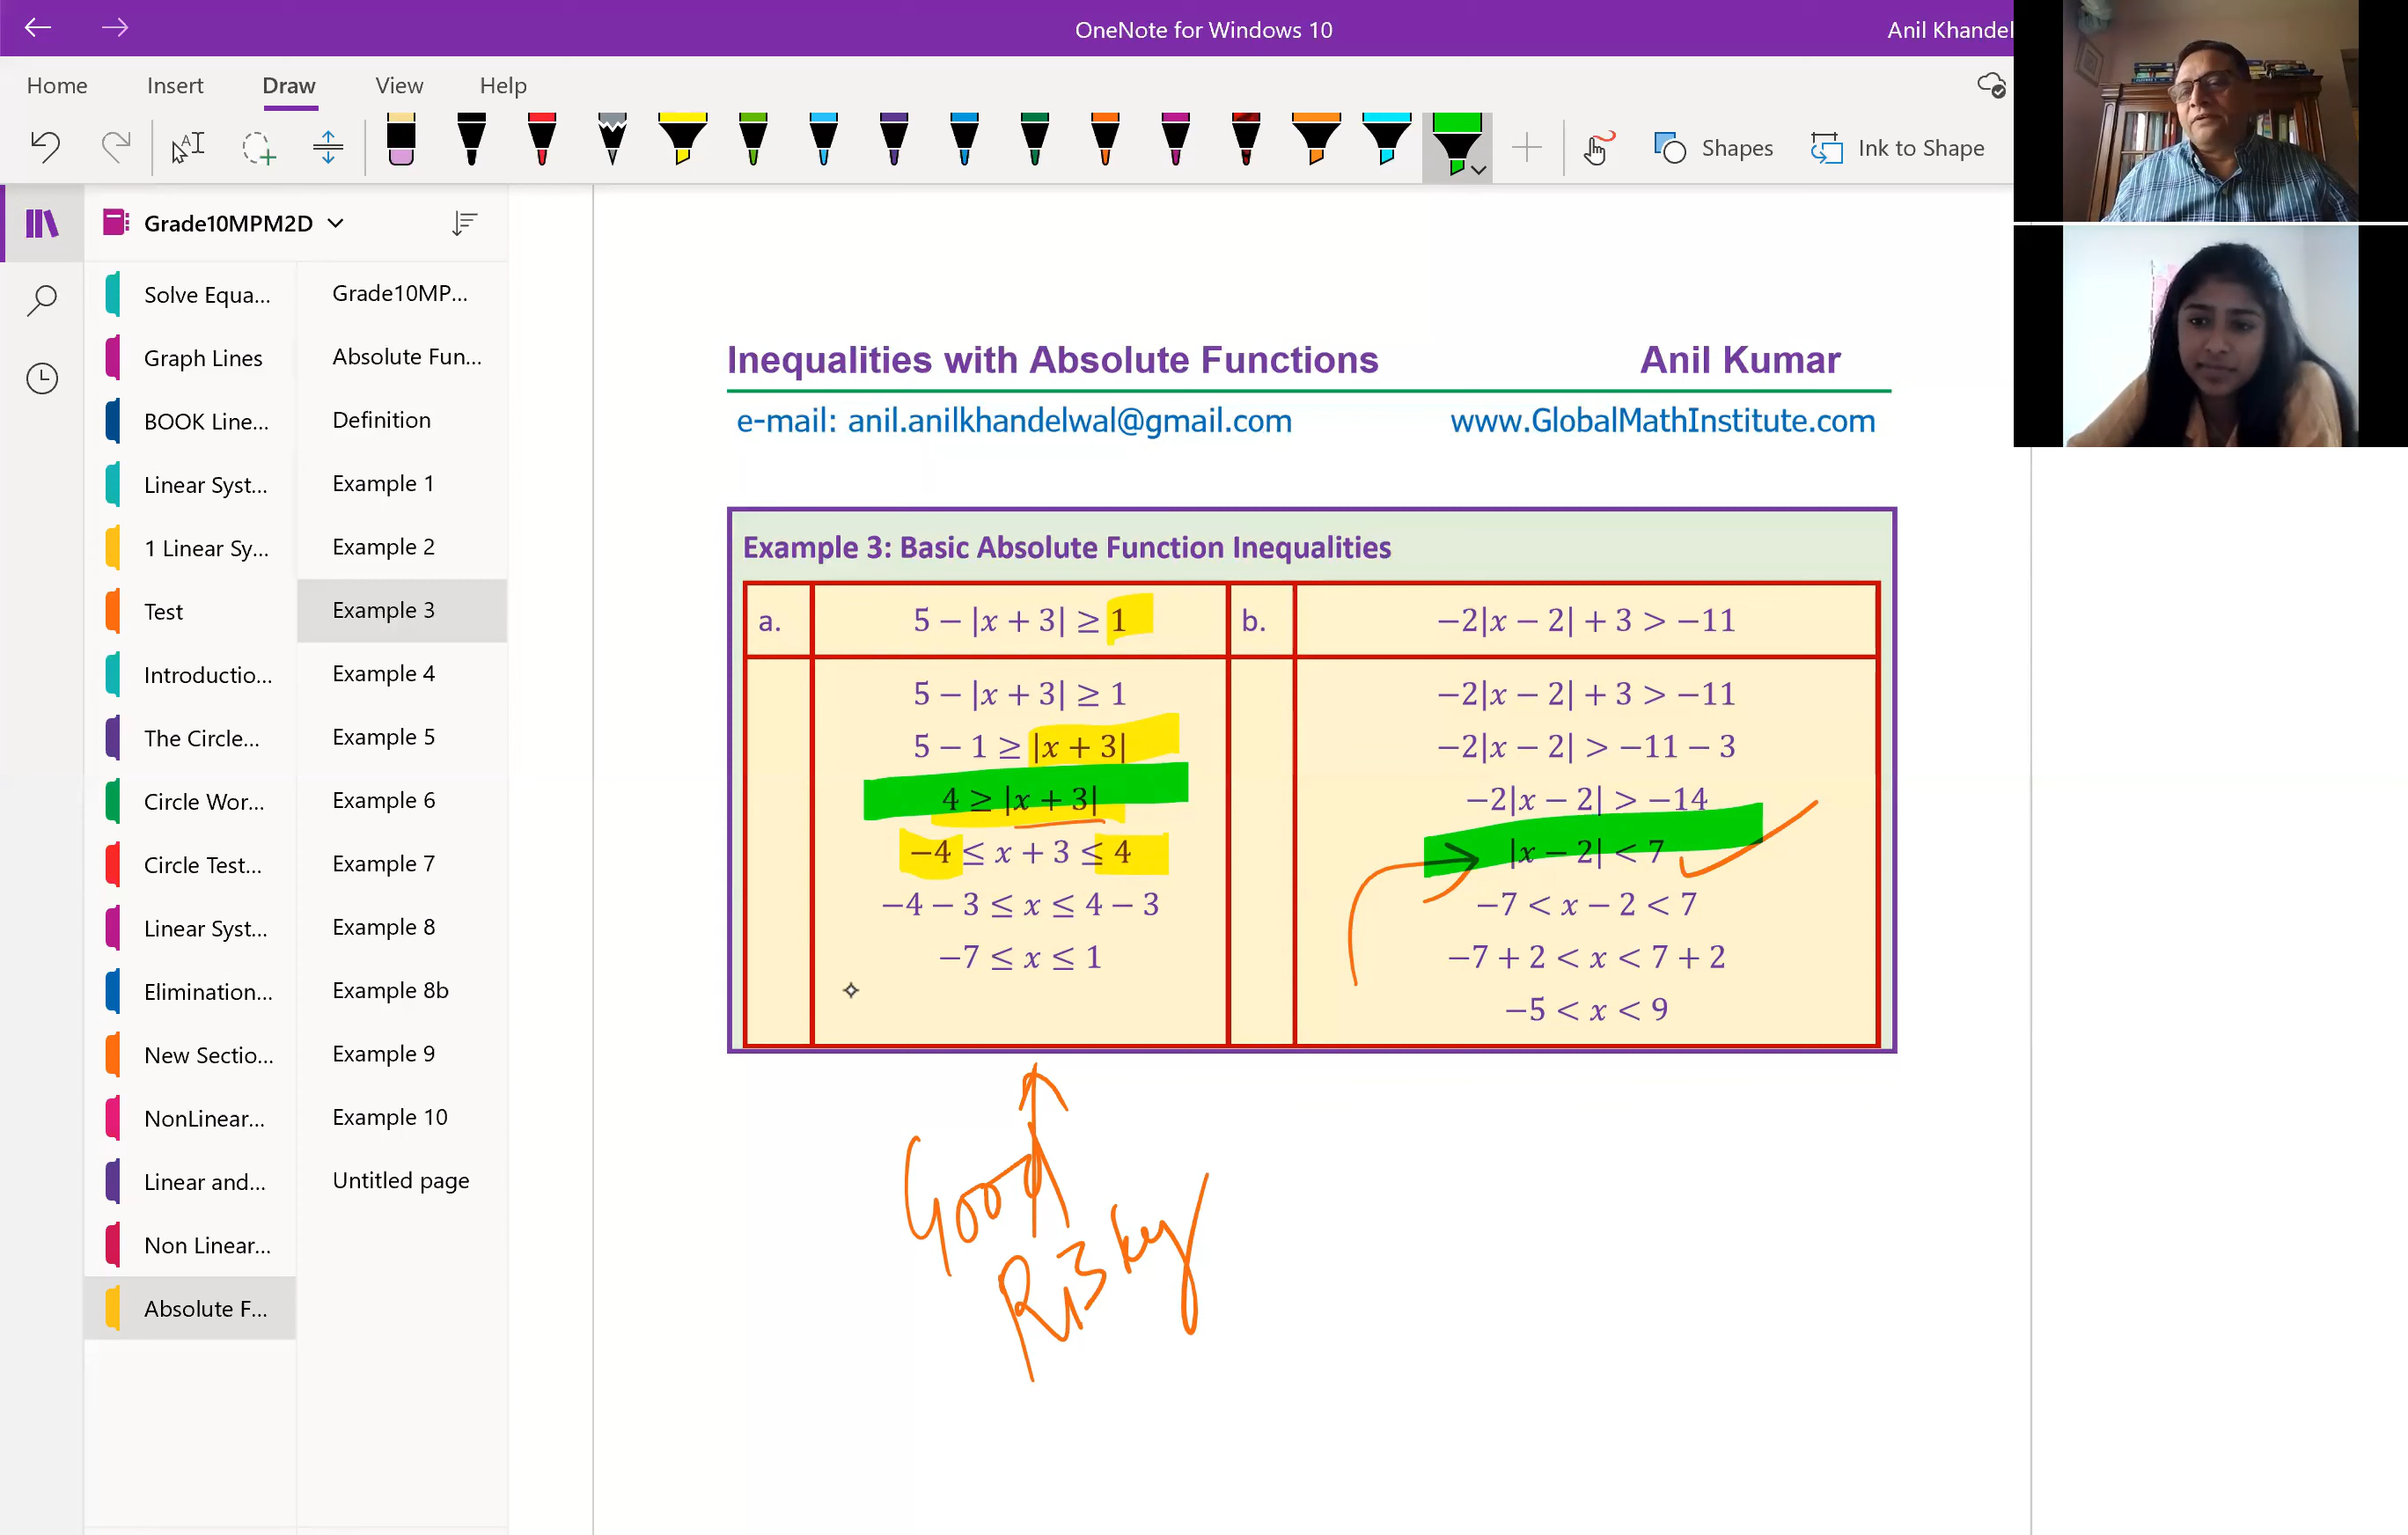 OneNote for Windows 10
Anil Khandel
Home Insert Draw View Help
Shapes Ink to Shape
Grade10MPM2D
Solve Equa...
Graph Lines
BOOK Line...
Linear Syst...
1 Linear Sy...
Test
Introductio...
The Circle...
Circle Wor...
Circle Test...
Linear Syst...
Elimination...
New Sectio...
NonLinear...
Linear and...
Non Linear...
Absolute F...
Grade10MP...
Absolute Fun...
Definition
Example 1
Example 2
Example 3
Example 4
Example 5
Example 6
Example 7
Example 8
Example 8b
Example 9
Example 10
Untitled page
Inequalities with Absolute Functions Anil Kumar
e-mail: anil.anilkhandelwal@gmail.com www.GlobalMathInstitute.com
Example 3: Basic Absolute Function Inequalities
a. 5 − |x + 3| ≥ 1
5 − |x + 3| ≥ 1
5 − 1 ≥ |x + 3|
4 ≥ |x + 3|
−4 ≤ x + 3 ≤ 4
−4 − 3 ≤ x ≤ 4 − 3
−7 ≤ x ≤ 1
b. −2|x − 2| + 3 > −11
−2|x − 2| + 3 > −11
−2|x − 2| > −11 − 3
−2|x − 2| > −14
|x − 2| < 7
−7 < x − 2 < 7
−7 + 2 < x < 7 + 2
−5 < x < 9
Good
Risky